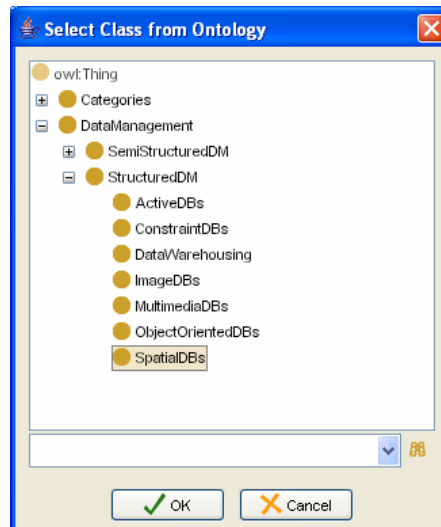 Select Class from Ontology
owl:Thing
Categories
DataManagement
SemiStructuredDM
StructuredDM
ActiveDBs
ConstraintDBs
DataWarehousing
ImageDBs
MultimediaDBs
ObjectOrientedDBs
SpatialDBs
OK
Cancel